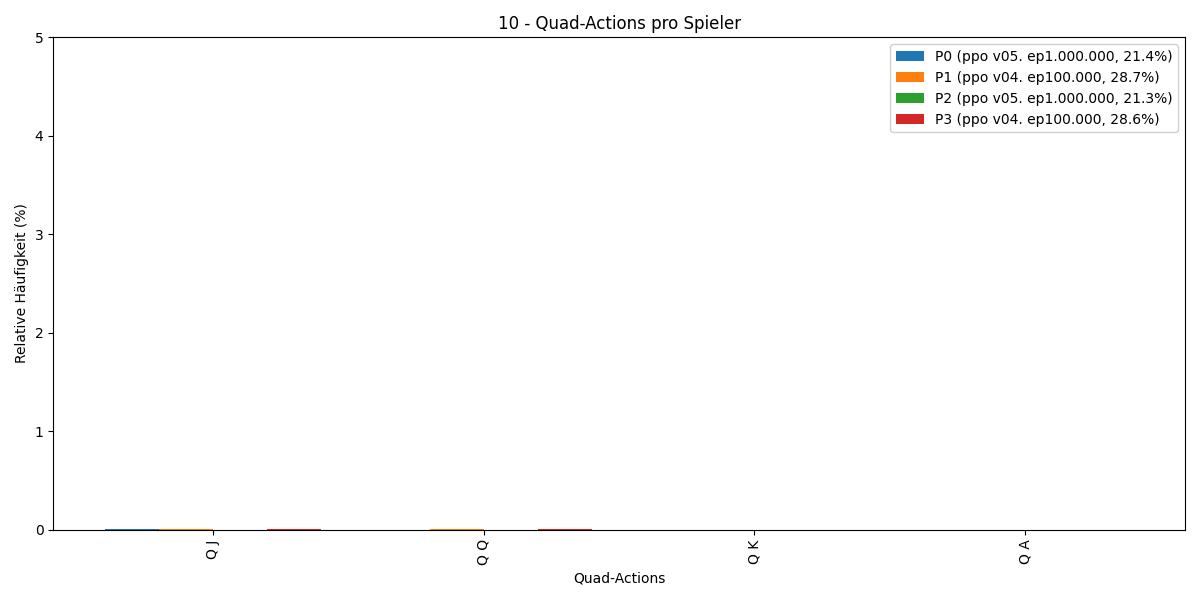 10 - Quad-Actions pro Spieler
P0 (ppo v05. ep1.000.000, 21.4%)
P1 (ppo v04. ep100.000, 28.7%)
P2 (ppo v05. ep1.000.000, 21.3%)
P3 (ppo v04. ep100.000, 28.6%)
Relative Häufigkeit (%)
5
4
3
2
1
0
Q J
Q Q
Q K
Q A
Quad-Actions